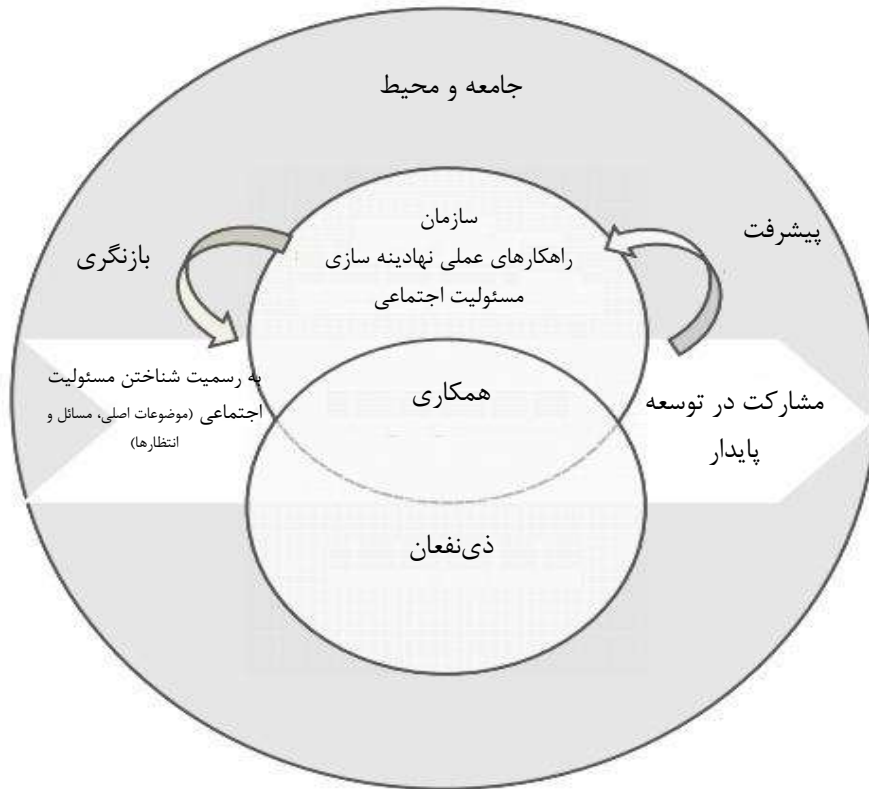 جامعه و محیط
پیشرفت
سازمان
راهکارهای عملی نهادینه سازی
مسئولیت اجتماعی
بازنگری
مشارکت در توسعه
پایدار
همکاری
به رسمیت شناختن مسئولیت
اجتماعی (موضوعات اصلی، مسائل و
انتظارها)
ذی‌نفعان